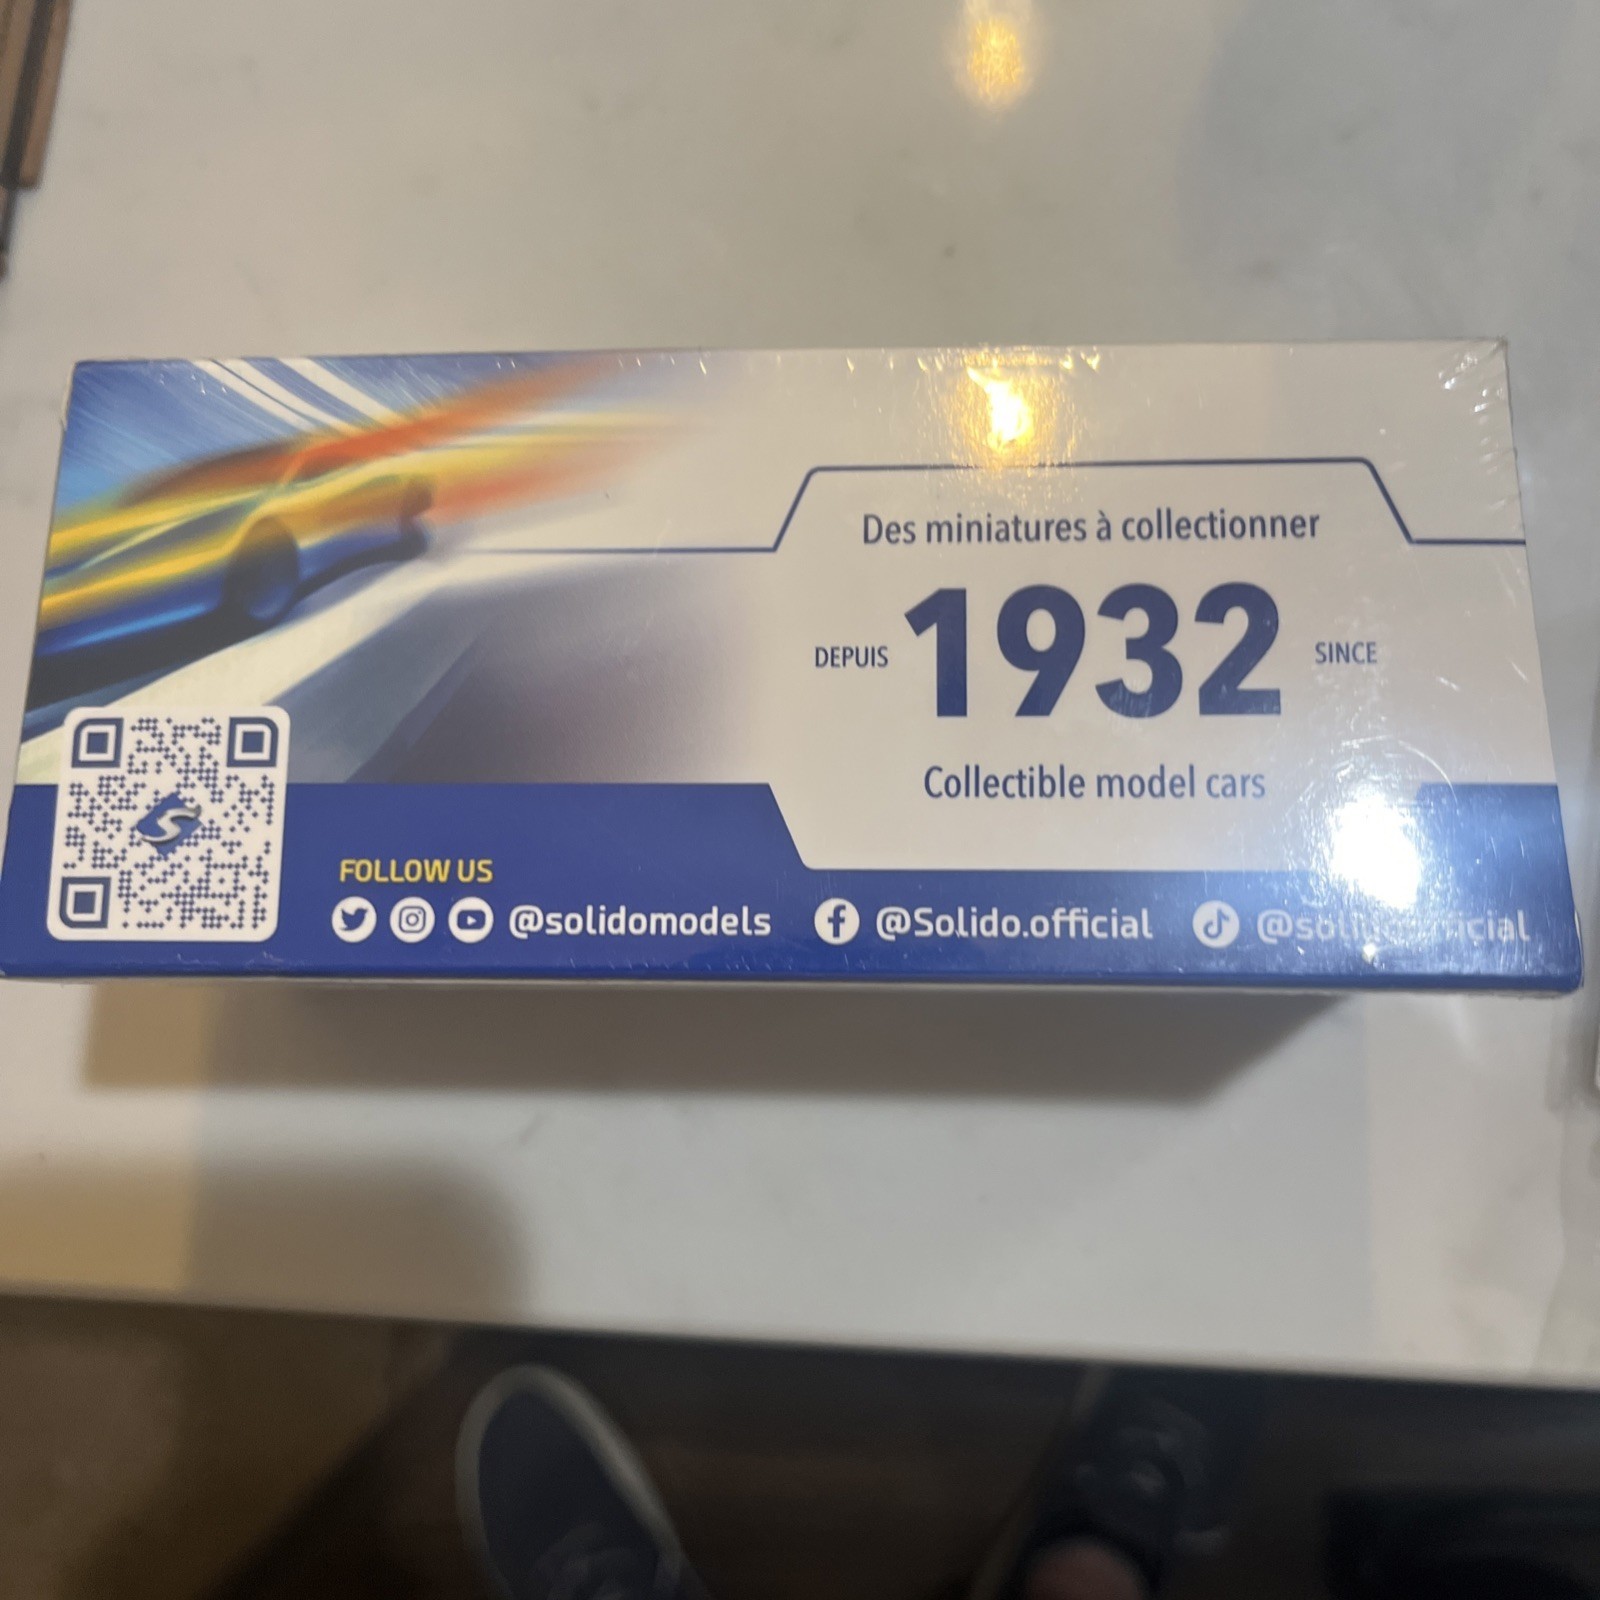 Des miniatures à collectionner
DEPUIS 1932 SINCE
Collectible model cars
FOLLOW US
@solidomodels @Solido.official